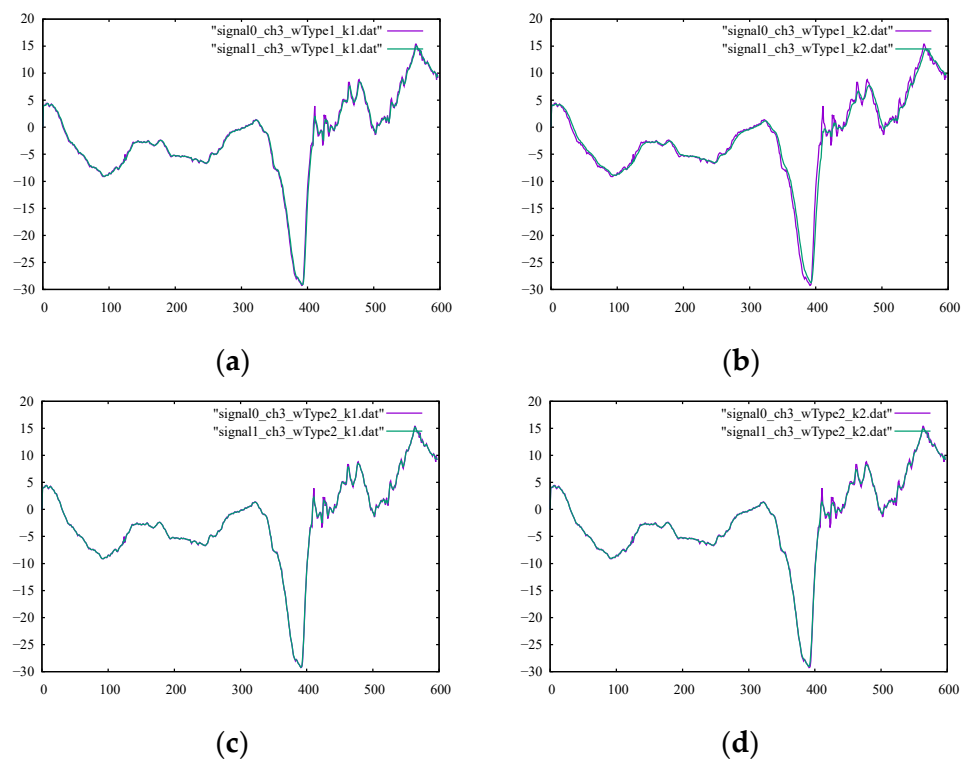 20
15
10
5
0
−5
−10
−15
−20
−25
−30
0 100 200 300 400 500 600
"signal0_ch3_wType1_k1.dat"
"signal1_ch3_wType1_k1.dat"
(a)
20
15
10
5
0
−5
−10
−15
−20
−25
−30
0 100 200 300 400 500 600
"signal0_ch3_wType1_k2.dat"
"signal1_ch3_wType1_k2.dat"
(b)
20
15
10
5
0
−5
−10
−15
−20
−25
−30
0 100 200 300 400 500 600
"signal0_ch3_wType2_k1.dat"
"signal1_ch3_wType2_k1.dat"
(c)
20
15
10
5
0
−5
−10
−15
−20
−25
−30
0 100 200 300 400 500 600
"signal0_ch3_wType2_k2.dat"
"signal1_ch3_wType2_k2.dat"
(d)